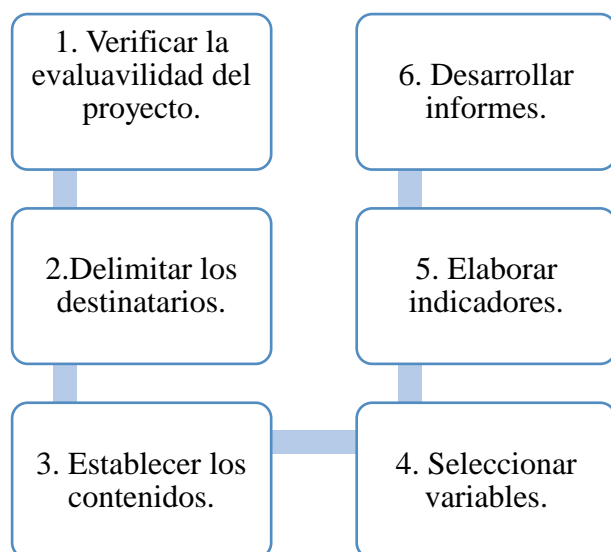 1. Verificar la
evaluavilidad del
proyecto.
2.Delimitar los
destinatarios.
3. Establecer los
contenidos.
4. Seleccionar
variables.
5. Elaborar
indicadores.
6. Desarrollar
informes.